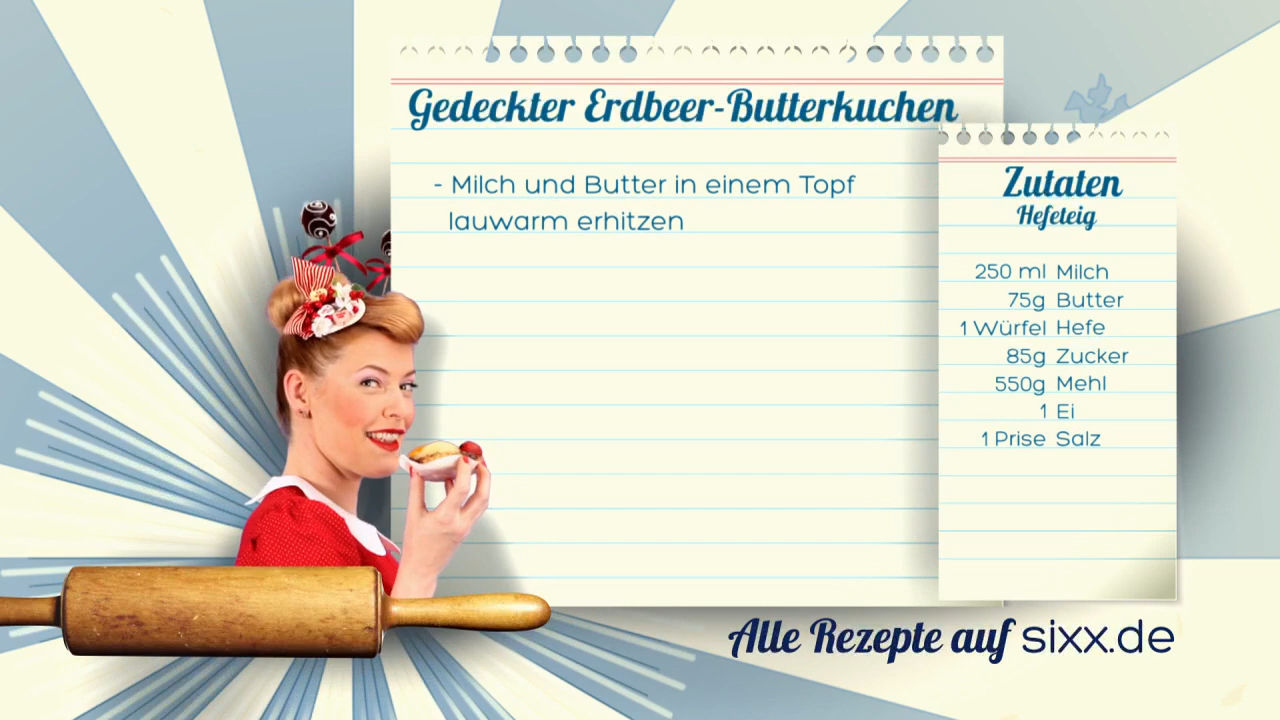 Gedeckter Erdbeer-Butterkuchen
- Milch und Butter in einem Topf
lauwarm erhitzen
Zutaten
Hefeteig
250 ml Milch
75g Butter
1 Würfel Hefe
85g Zucker
550g Mehl
1 Ei
1 Prise Salz
Alle Rezepte auf sixx.de